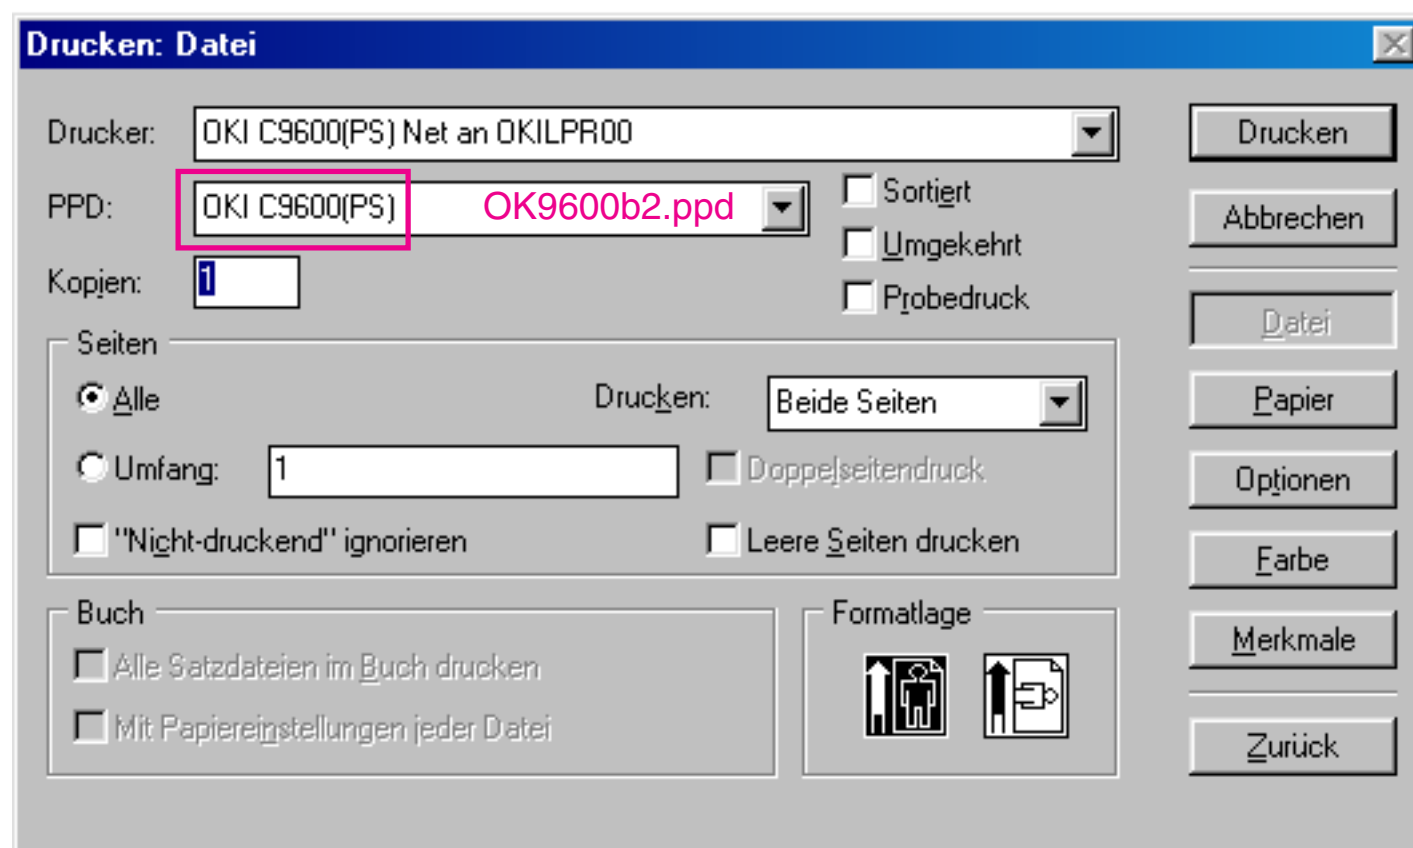 Drucken: Datei
Drucker: OKI C9600(PS) Net an OKILPR00 Drucken
PPD: OKI C9600(PS) OK9600b2.ppd Sortiert
Abbrechen
Umgekehrt
Kopien: 1
Probedruck
Datei
Seiten
Alle Drucken: Beide Seiten Papier
Umfang: 1 Doppelseitendruck Optionen
"Nicht-druckend" ignorieren Leere Seiten drucken Farbe
Buch Formatlage
Merkmale
Alle Satzdateien im Buch drucken
Mit Papiereinstellungen jeder Datei
Zurück